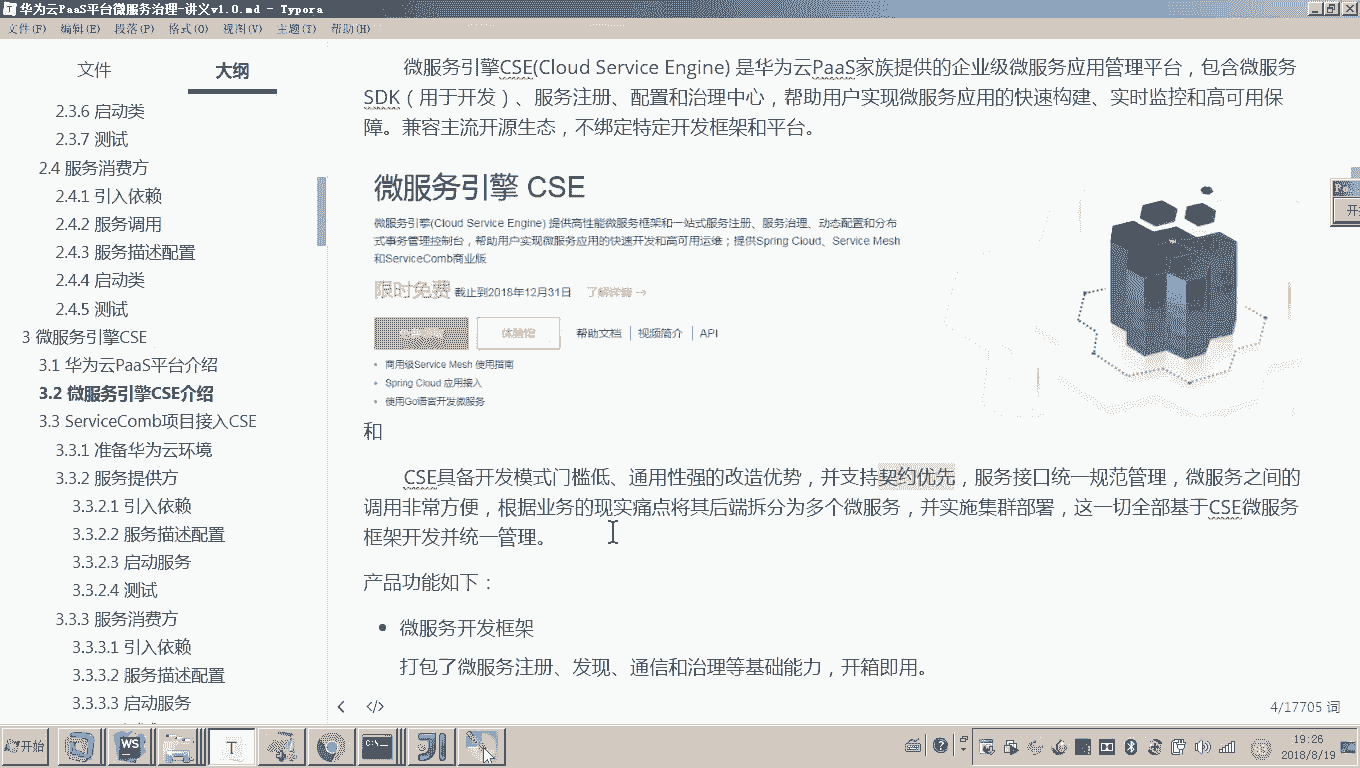 华为云PaaS平台微服务治理-讲义v1.0.md - Typora
文件(F) 编辑(E) 段落(P) 格式(O) 视图(V) 主题(T) 帮助(H)
文件 大纲
2.3.6 启动类
2.3.7 测试
2.4 服务消费方
2.4.1 引入依赖
2.4.2 服务调用
2.4.3 服务描述配置
2.4.4 启动类
2.4.5 测试
3 微服务引擎CSE
3.1 华为云PaaS平台介绍
3.2 微服务引擎CSE介绍
3.3 ServiceComb项目接入CSE
3.3.1 准备华为云环境
3.3.2 服务提供方
3.3.2.1 引入依赖
3.3.2.2 服务描述配置
3.3.2.3 启动服务
3.3.2.4 测试
3.3.3 服务消费方
3.3.3.1 引入依赖
3.3.3.2 服务描述配置
3.3.3.3 启动服务
微服务引擎CSE(Cloud Service Engine) 是华为云PaaS家族提供的企业级微服务应用管理平台，包含微服务
SDK（用于开发）、服务注册、配置和治理中心，帮助用户实现微服务应用的快速构建、实时监控和高可用保
障。兼容主流开源生态，不绑定特定开发框架和平台。
微服务引擎 CSE
微服务引擎(Cloud Service Engine) 提供高性能微服务框架和一站式服务注册、服务治理、动态配置和分布
式事务管理控制台，帮助用户实现微服务应用的快速开发和高可用运维；提供Spring Cloud、Service Mesh
和ServiceComb商业版
限时免费 截止到2018年12月31日 了解详情 →
体验馆 帮助文档 视频简介 API
• 商用级Service Mesh 使用指南
• Spring Cloud 应用接入
• 使用Go语言开发微服务
和
CSE具备开发模式门槛低、通用性强的改造优势，并支持契约优先，服务接口统一规范管理，微服务之间的
调用非常方便，根据业务的现实痛点将其后端拆分为多个微服务，并实施集群部署，这一切全部基于CSE微服务
框架开发并统一管理。
产品功能如下：
• 微服务开发框架
打包了微服务注册、发现、通信和治理等基础能力，开箱即用。
4/17705 词
开始
19:26
2018/8/19